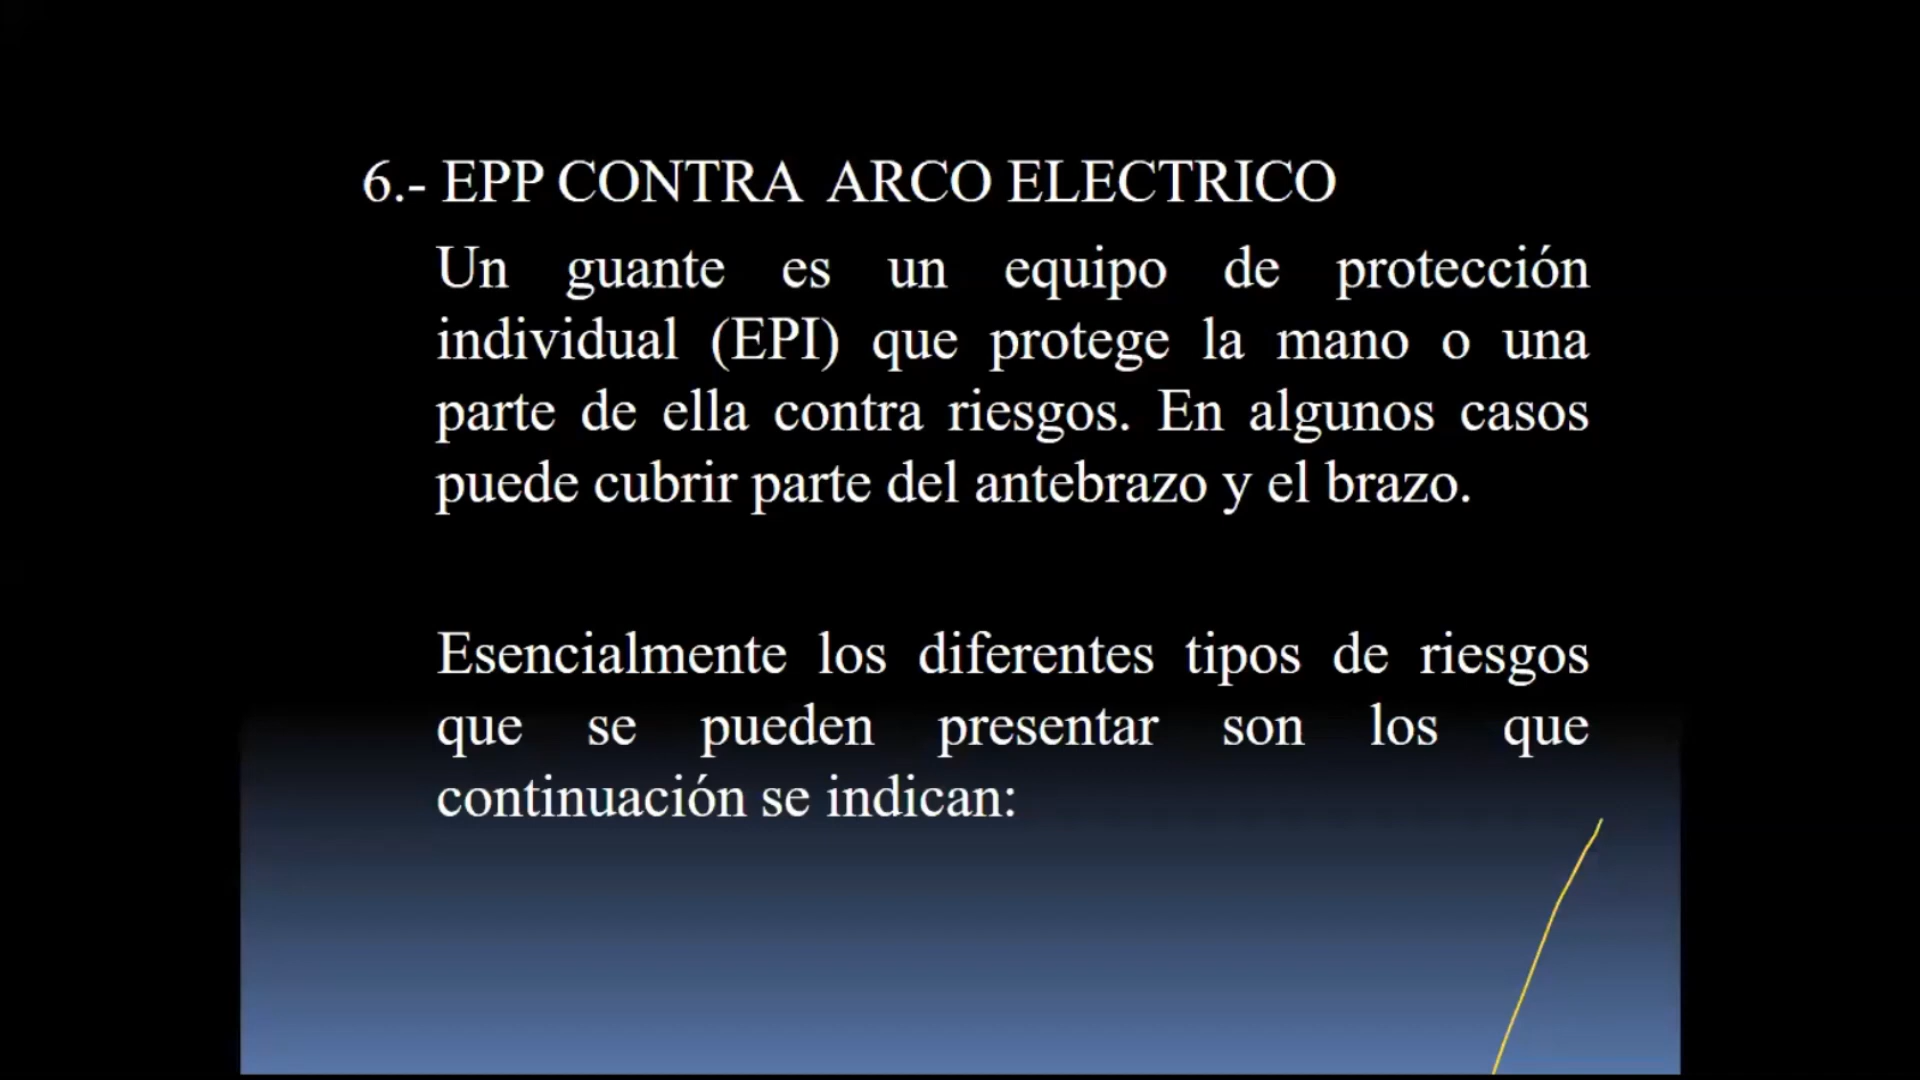 6.- EPP CONTRA ARCO ELECTRICO
Un guante es un equipo de protección
individual (EPI) que protege la mano o una
parte de ella contra riesgos. En algunos casos
puede cubrir parte del antebrazo y el brazo.
Esencialmente los diferentes tipos de riesgos
que se pueden presentar son los que
continuación se indican: